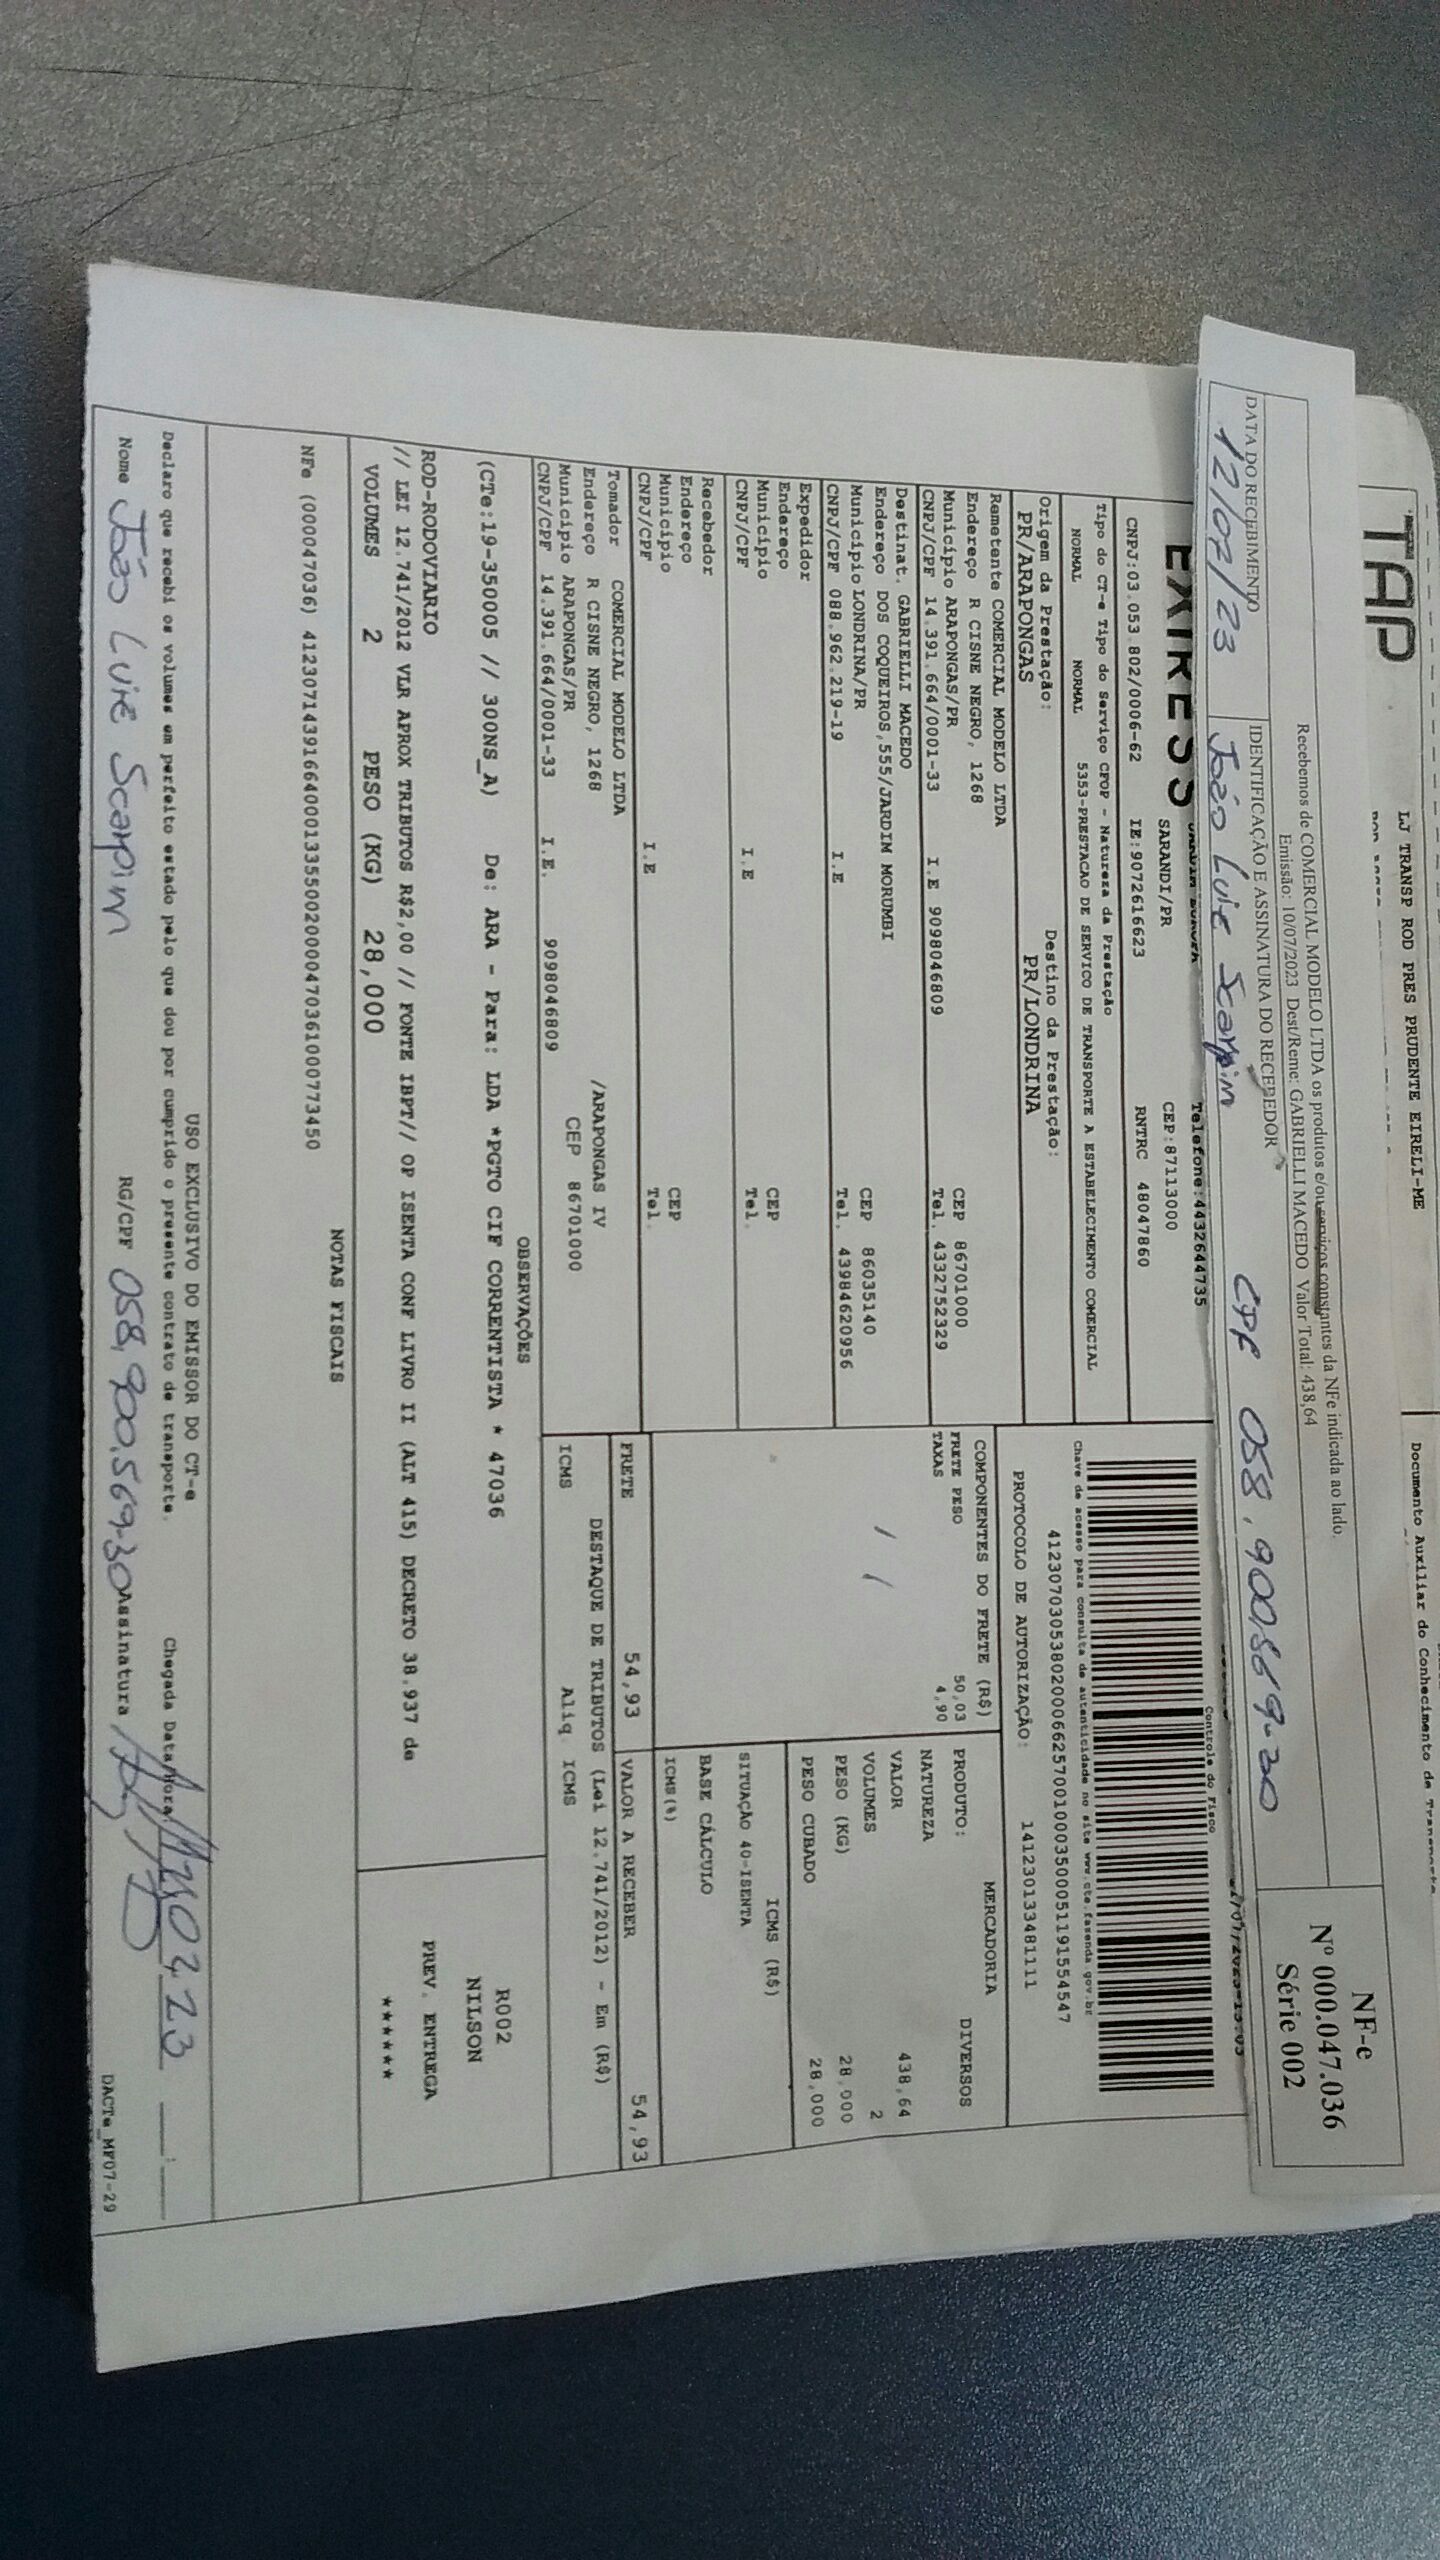 TAP
LJ TRANSP ROD PRES PRUDENTE EIRELI-ME
Documento Auxiliar do Conhecimento de Transporte
Recebemos de COMERCIAL MODELO LTDA os produtos e/ou serviços constantes da NFe indicada ao lado.
Emissão: 10/07/2023 Dest/Reme: GABRIELLI MACEDO Valor Total: 438,64
DATA DO RECEBIMENTO
IDENTIFICAÇÃO E ASSINATURA DO RECEBEDOR
12/07/23
João Luie Scarpim CPF 058.900.569-30
NF-e
Nº 000.047.036
Série 002
Telefone:4432644735
SARANDI/PR CEP:87113000
CNPJ:03.053.802/0006-62 IE:9072616623 RNTRC 48047860
Tipo do CT-e Tipo do Serviço CFOP - Natureza da Prestação
NORMAL NORMAL 5353-PRESTACAO DE SERVICO DE TRANSPORTE A ESTABELECIMENTO COMERCIAL
Origem da Prestação: Destino da Prestação:
PR/ARAPONGAS PR/LONDRINA
Controle do Fisco
Chave de acesso para consulta de autenticidade no site www.cte.fazenda.gov.br
41230703053802000662570010003500051191554547
PROTOCOLO DE AUTORIZAÇÃO: 141230133481111
Remetente COMERCIAL MODELO LTDA
Endereço R CISNE NEGRO, 1268
Município ARAPONGAS/PR CEP 86701000
CNPJ/CPF 14.391.664/0001-33 I.E 9098046809 Tel. 4332752329
Destinat. GABRIELLI MACEDO
Endereço DOS COQUEIROS,555/JARDIM MORUMBI
Município LONDRINA/PR CEP 86035140
CNPJ/CPF 088.962.219-19 I.E Tel. 43984620956
Expedidor
Endereço
Município CEP
CNPJ/CPF I.E Tel.
Recebedor
Endereço
Município CEP
CNPJ/CPF I.E Tel.
Tomador COMERCIAL MODELO LTDA
Endereço R CISNE NEGRO, 1268 /ARAPONGAS IV
Município ARAPONGAS/PR CEP 86701000
CNPJ/CPF 14.391.664/0001-33 I.E. 9098046809
COMPONENTES DO FRETE (R$)
FRETE PESO 50,03
TAXAS 4,90
MERCADORIA
PRODUTO: DIVERSOS
NATUREZA
VALOR 438,64
VOLUMES 2
PESO (KG) 28,000
PESO CUBADO 28,000
ICMS (R$)
SITUAÇÃO 40-ISENTA
BASE CÁLCULO
ICMS(%)
FRETE 54,93 VALOR A RECEBER 54,93
DESTAQUE DE TRIBUTOS (Lei 12.741/2012) - Em (R$)
ICMS Aliq. ICMS
OBSERVAÇÕES
(CTe:19-350005 // 300NS_A) De: ARA - Para: LDA *PGTO CIF CORRENTISTA * 47036
ROD-RODOVIARIO
// LEI 12.741/2012 VLR APROX TRIBUTOS R$2,00 // FONTE IBPT// OP ISENTA CONF LIVRO II (ALT 415) DECRETO 38.937 de
R002
NILSON
VOLUMES 2 PESO (KG) 28,000
PREV. ENTREGA
******
NOTAS FISCAIS
NFe (000047036) 41230714391664000133550020000470361000773450
USO EXCLUSIVO DO EMISSOR DO CT-e
Declaro que recebi os volumes em perfeito estado pelo que dou por cumprido o presente contrato de transporte. Chegada Data/Hora
Nome João Luie Scarpim RG/CPF 058.900.569-30 Assinatura
DACTe_MF07-29